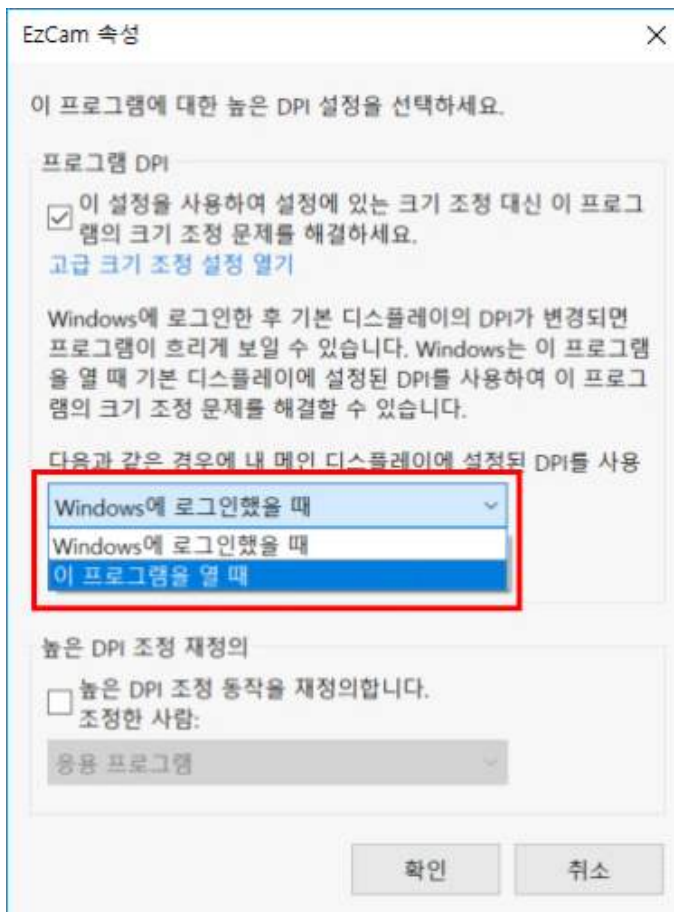 EzCam 속성
이 프로그램에 대한 높은 DPI 설정을 선택하세요.
프로그램 DPI
이 설정을 사용하여 설정에 있는 크기 조정 대신 이 프로그
램의 크기 조정 문제를 해결하세요.
고급 크기 조정 설정 열기
Windows에 로그인한 후 기본 디스플레이의 DPI가 변경되면
프로그램이 흐리게 보일 수 있습니다. Windows는 이 프로그램
을 열 때 기본 디스플레이에 설정된 DPI를 사용하여 이 프로그
램의 크기 조정 문제를 해결할 수 있습니다.
다음과 같은 경우에 내 메인 디스플레이에 설정된 DPI를 사용
Windows에 로그인했을 때
Windows에 로그인했을 때
이 프로그램을 열 때
높은 DPI 조정 재정의
높은 DPI 조정 동작을 재정의합니다.
조정한 사람:
응용 프로그램
확인
취소